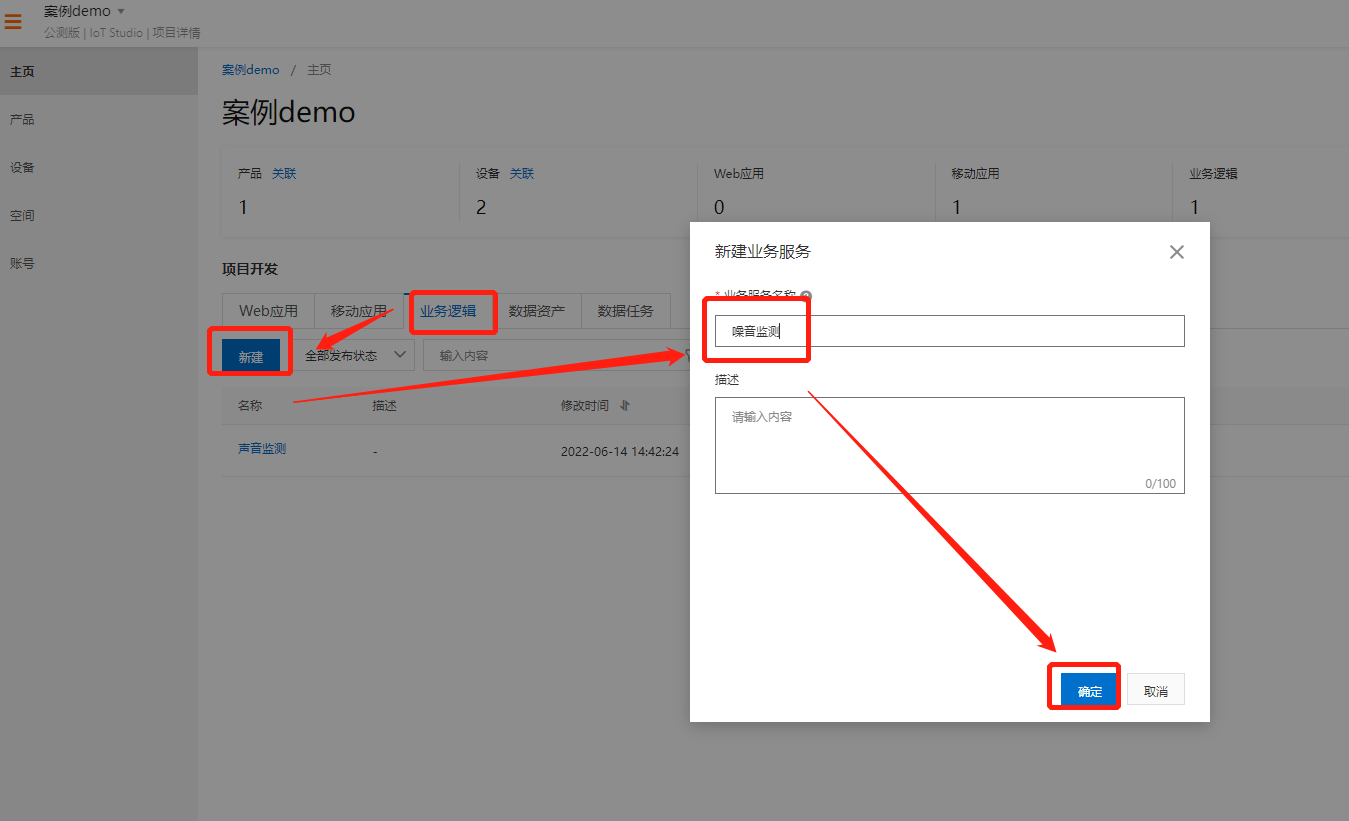 案例demo
公测版 | IoT Studio | 项目详情
主页
产品
设备
空间
账号
案例demo / 主页
案例demo
产品 关联
1
设备 关联
2
Web应用
0
移动应用
1
业务逻辑
1
项目开发
Web应用 移动应用 业务逻辑 数据资产 数据任务
新建 全部发布状态 输入内容
名称 描述 修改时间
声音监测 - 2022-06-14 14:42:24
新建业务服务
* 业务服务名称
噪音监测
描述
请输入内容
0/100
确定 取消